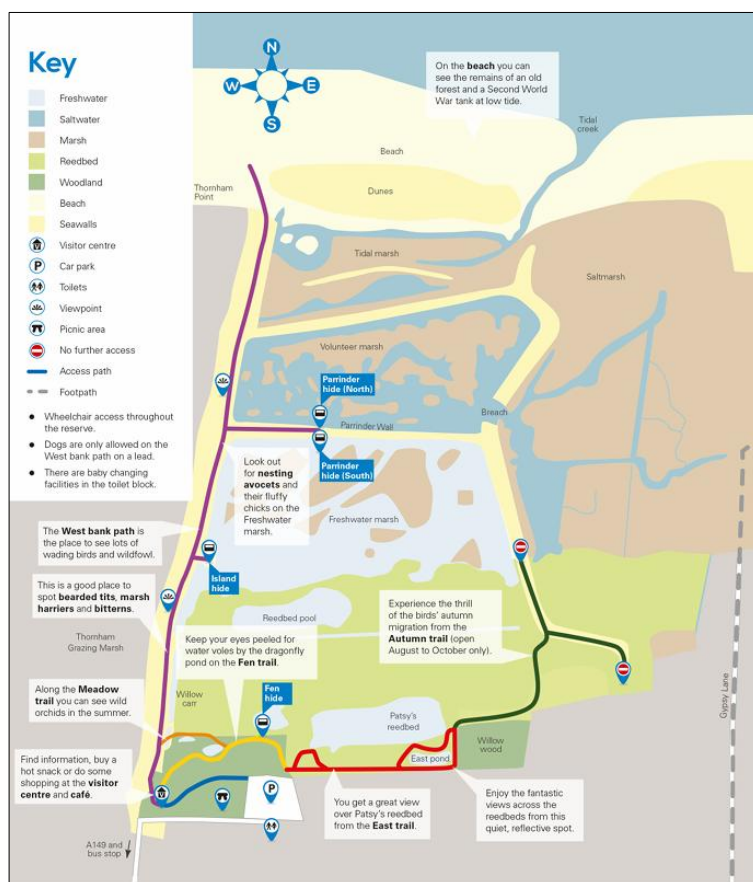 Key
Freshwater
Saltwater
Marsh
Reedbed
Woodland
Beach
Seawalls
Visitor centre
Car park
Toilets
Viewpoint
Picnic area
No further access
Access path
Footpath
• Wheelchair access throughout
the reserve.
• Dogs are only allowed on the
West bank path on a lead.
• There are baby changing
facilities in the toilet block.
N
W
E
S
On the beach you can
see the remains of an old
forest and a Second World
War tank at low tide.
Tidal
creek
Beach
Thornham
Point
Dunes
Tidal marsh
Saltmarsh
Volunteer marsh
Parrinder
hide (North)
Breach
Parrinder Wall
Parrinder
hide (South)
Look out
for nesting
avocets and
their fluffy
chicks on the
Freshwater
marsh.
Freshwater marsh
The West bank path is
the place to see lots of
wading birds and wildfowl.
Island
hide
This is a good place to
spot bearded tits, marsh
harriers and bitterns.
Reedbed pool
Experience the thrill
of the birds' autumn
migration from the
Autumn trail (open
August to October only).
Thornham
Grazing Marsh
Keep your eyes peeled for
water voles by the dragonfly
pond on the Fen trail.
Gypsy Lane
Along the Meadow
trail you can see wild
orchids in the summer.
Willow
carr
Fen
hide
Patsy's
reedbed
Willow
wood
East pond
Find information, buy a
hot snack or do some
shopping at the visitor
centre and café.
P
You get a great view
over Patsy's reedbed
from the East trail.
Enjoy the fantastic
views across the
reedbeds from this
quiet, reflective spot.
A149 and
bus stop